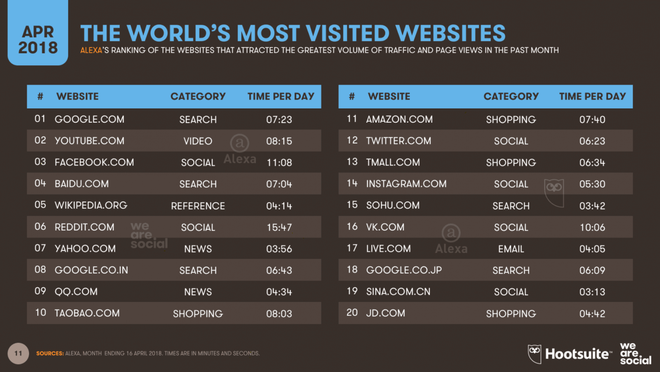 APR
2018
THE WORLD'S MOST VISITED WEBSITES
ALEXA'S RANKING OF THE WEBSITES THAT ATTRACTED THE GREATEST VOLUME OF TRAFFIC AND PAGE VIEWS IN THE PAST MONTH
# WEBSITE CATEGORY TIME PER DAY
01 GOOGLE.COM SEARCH 07:23
02 YOUTUBE.COM VIDEO 08:15
03 FACEBOOK.COM SOCIAL 11:08
04 BAIDU.COM SEARCH 07:04
05 WIKIPEDIA.ORG REFERENCE 04:14
06 REDDIT.COM SOCIAL 15:47
07 YAHOO.COM NEWS 03:56
08 GOOGLE.CO.IN SEARCH 06:43
09 QQ.COM NEWS 04:34
10 TAOBAO.COM SHOPPING 08:03
# WEBSITE CATEGORY TIME PER DAY
11 AMAZON.COM SHOPPING 07:40
12 TWITTER.COM SOCIAL 06:23
13 TMALL.COM SHOPPING 06:34
14 INSTAGRAM.COM SOCIAL 05:30
15 SOHU.COM SEARCH 03:42
16 VK.COM SOCIAL 10:06
17 LIVE.COM EMAIL 04:05
18 GOOGLE.CO.JP SEARCH 06:09
19 SINA.COM.CN SOCIAL 03:13
20 JD.COM SHOPPING 04:42
a
Alexa
we
are
social
a
Alexa
11
SOURCES: ALEXA, MONTH ENDING 16 APRIL 2018. TIMES ARE IN MINUTES AND SECONDS.
Hootsuite™
we
are
social